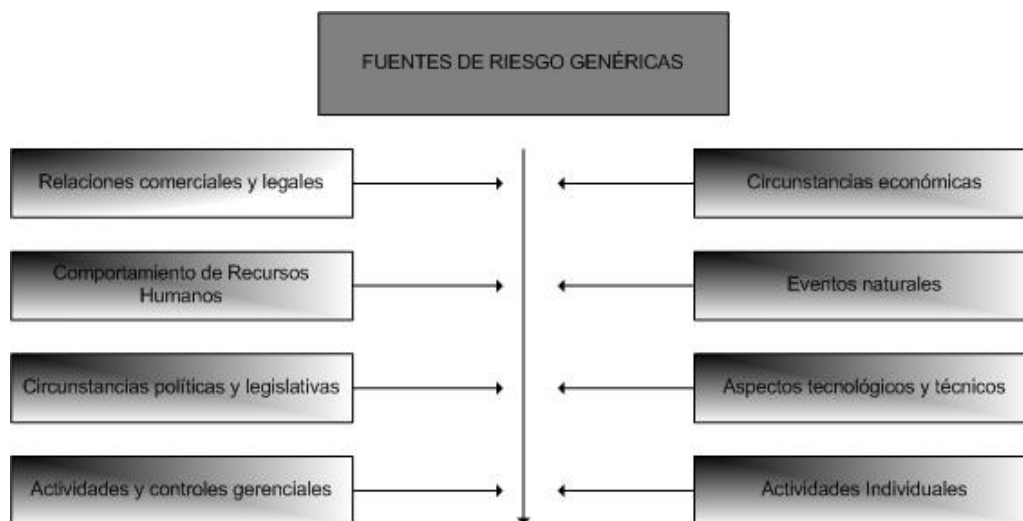 FUENTES DE RIESGO GENÉRICAS
Relaciones comerciales y legales
Circunstancias económicas
Comportamiento de Recursos
Humanos
Eventos naturales
Circunstancias políticas y legislativas
Aspectos tecnológicos y técnicos
Actividades y controles gerenciales
Actividades Individuales